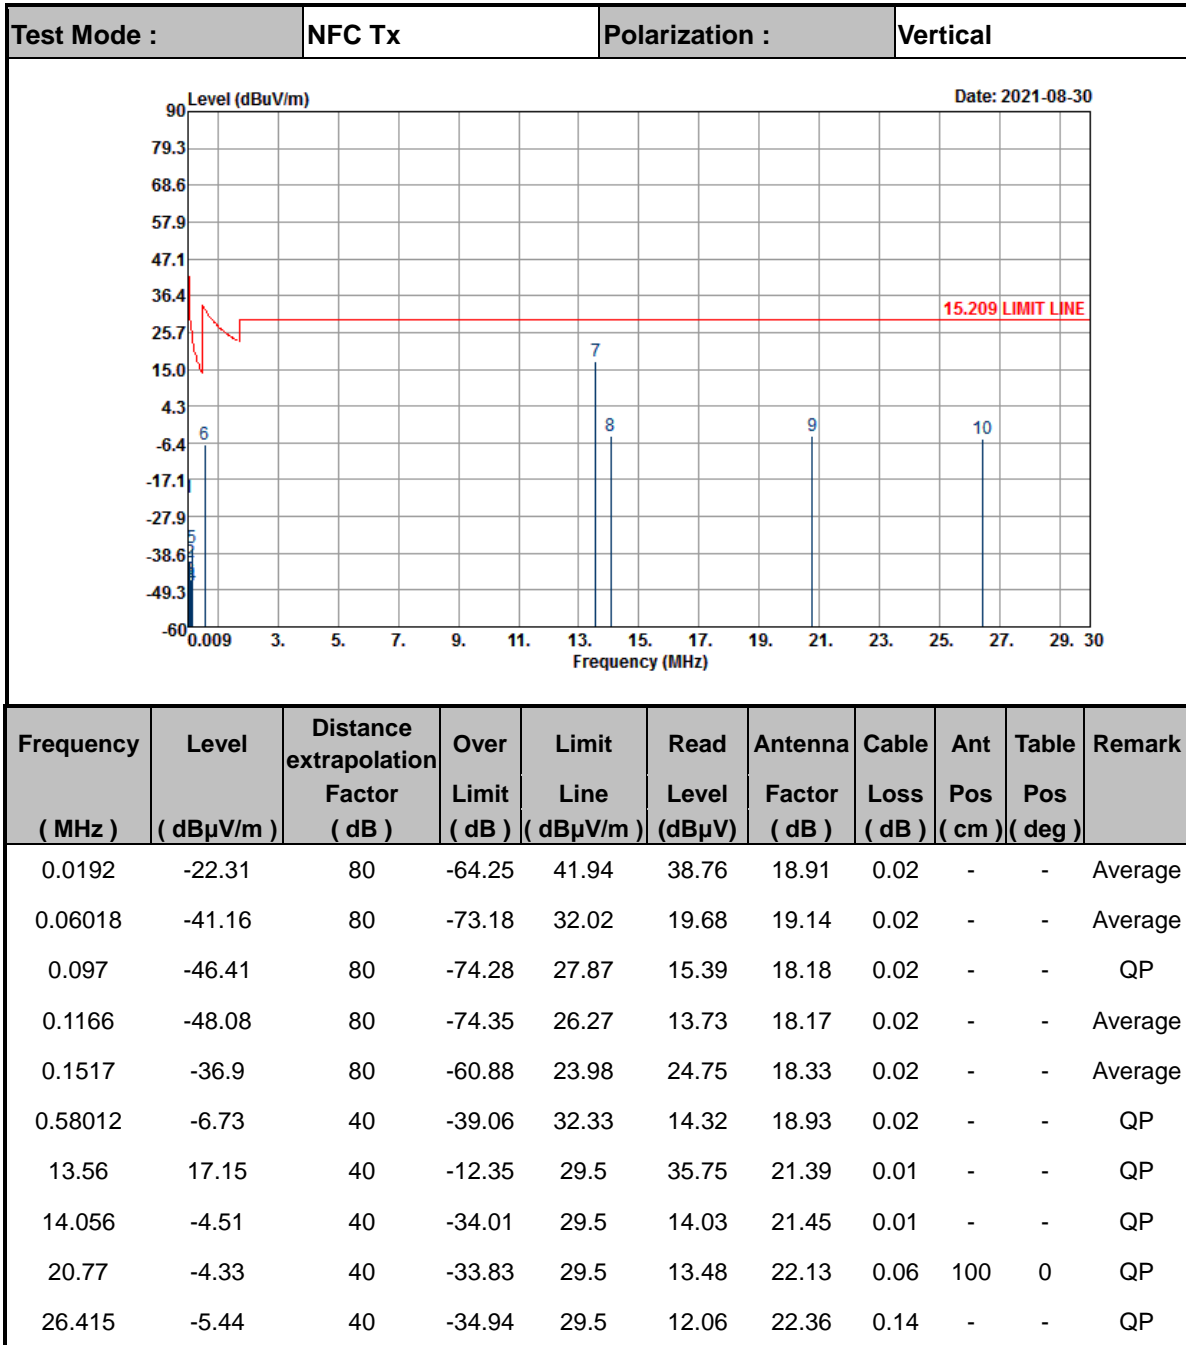 Test Mode : NFC Tx Polarization : Vertical
Level (dBuV/m) Date: 2021-08-30
90
79.3
68.6
57.9
47.1
36.4
15.209 LIMIT LINE
25.7
7
15.0
4.3
6 8 9 10
-6.4
-17.1
-27.9
5
-38.6
-49.3
-60
0.009 3. 5. 7. 9. 11. 13. 15. 17. 19. 21. 23. 25. 27. 29. 30
Frequency (MHz)
Frequency Level Distance extrapolation Over Limit Read Antenna Cable Ant Table Remark
Factor Limit Line Level Factor Loss Pos Pos
( MHz ) ( dBµV/m ) ( dB ) ( dB ) ( dBµV/m ) (dBµV) ( dB ) ( dB ) ( cm ) ( deg )
0.0192 -22.31 80 -64.25 41.94 38.76 18.91 0.02 - - Average
0.06018 -41.16 80 -73.18 32.02 19.68 19.14 0.02 - - Average
0.097 -46.41 80 -74.28 27.87 15.39 18.18 0.02 - - QP
0.1166 -48.08 80 -74.35 26.27 13.73 18.17 0.02 - - Average
0.1517 -36.9 80 -60.88 23.98 24.75 18.33 0.02 - - Average
0.58012 -6.73 40 -39.06 32.33 14.32 18.93 0.02 - - QP
13.56 17.15 40 -12.35 29.5 35.75 21.39 0.01 - - QP
14.056 -4.51 40 -34.01 29.5 14.03 21.45 0.01 - - QP
20.77 -4.33 40 -33.83 29.5 13.48 22.13 0.06 100 0 QP
26.415 -5.44 40 -34.94 29.5 12.06 22.36 0.14 - - QP